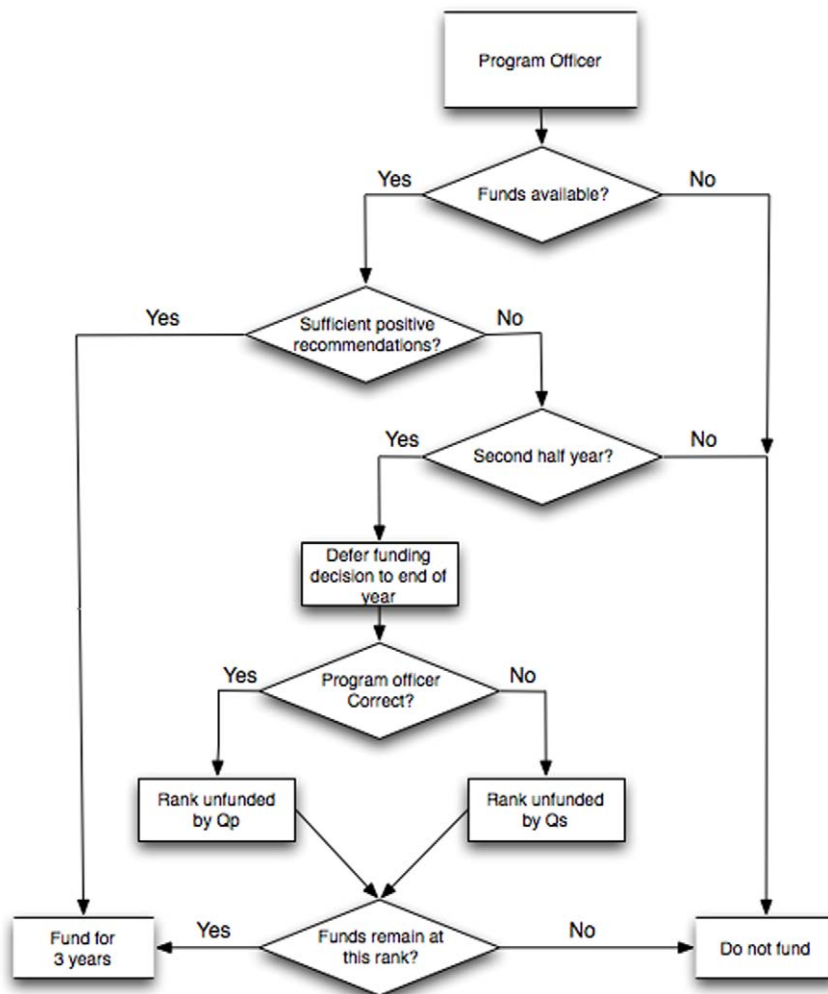 Program Officer
Yes
Funds available?
No
Yes
Sufficient positive
recommendations?
No
Yes
Second half year?
No
Defer funding
decision to end of
year
Yes
Program officer
Correct?
No
Rank unfunded
by Qp
Rank unfunded
by Qs
Fund for
3 years
Yes
Funds remain at
this rank?
No
Do not fund